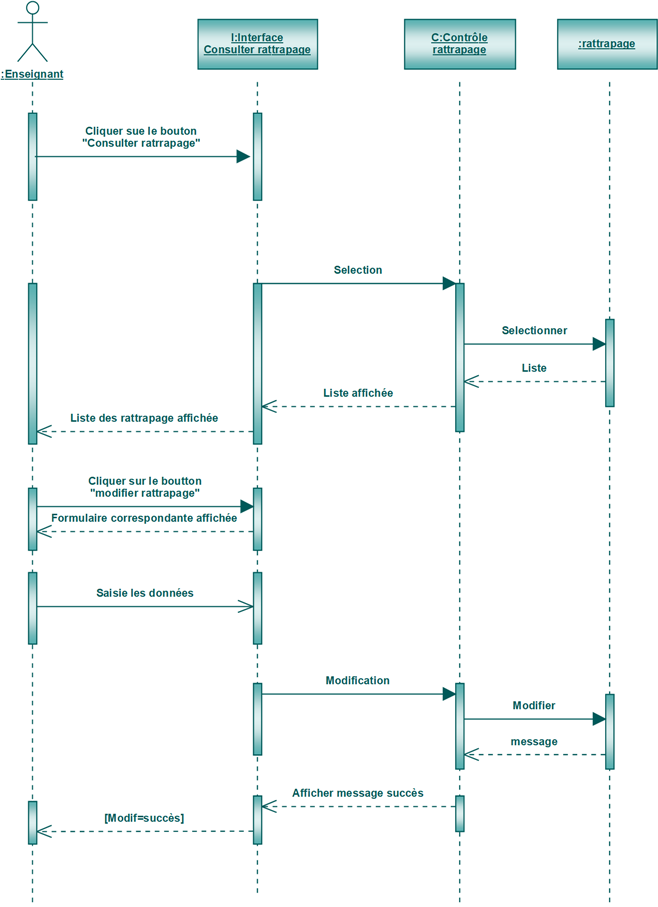 :Enseignant
I:Interface
Consulter rattrapage
C:Contrôle
rattrapage
:rattrapage
Cliquer sue le bouton
"Consulter ratrrapage"
Selection
Selectionner
Liste
Liste affichée
Liste des rattrapage affichée
Cliquer sur le boutton
"modifier rattrapage"
Formulaire correspondante affichée
Saisie les données
Modification
Modifier
message
Afficher message succès
[Modif=succès]